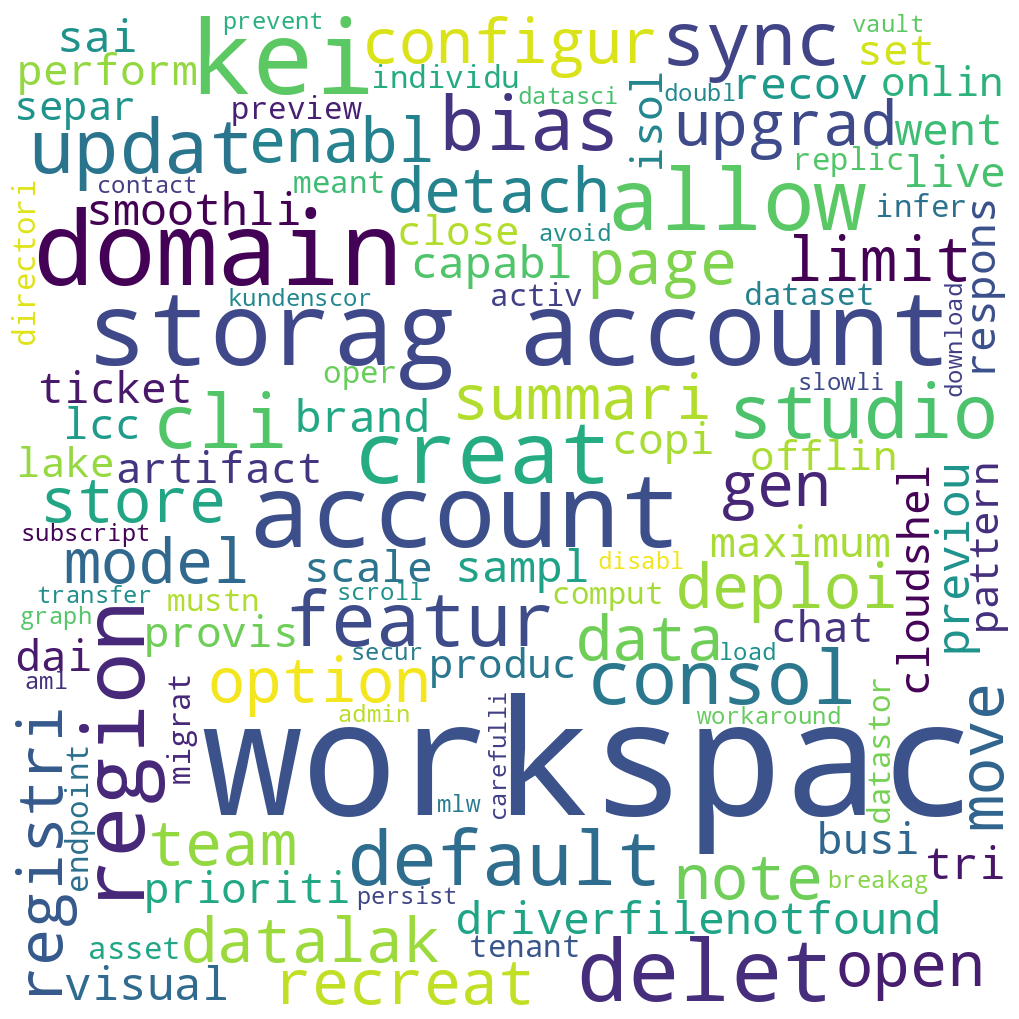 prevent
vault
sai
kei
configur
sync
set
perform
individu
datasci
doubl
recov
onlin
separ
preview
bias
isol
upgrad
went
updat
enabl
replic
live
contact
meant
detach
allow
infer
smoothli
directori
domain
close
avoid
capabl
page
limit
respons
kundenscor
activ
dataset
storag account
download
oper
slowli
ticket
summari
studio
lcc
cli
brand
creat
copi
offlin
lake
artifact
store
account
gen
cloudshel
previou
pattern
subscript
model
scale
sampl
disabl
maximum
transfer
mustn
scroll
comput
deploi
graph
region
provis
featur
data
chat
dai
secur
produc
load
consol
aml
migrat
option
admin
workaround
datastor
move
registri
endpoint
workspac
carefulli
mlw
team
default
busi
tri
prioriti
persist
note
breakag
driverfilenotfound
asset
datalak
tenant
visual
recreat
delet
open